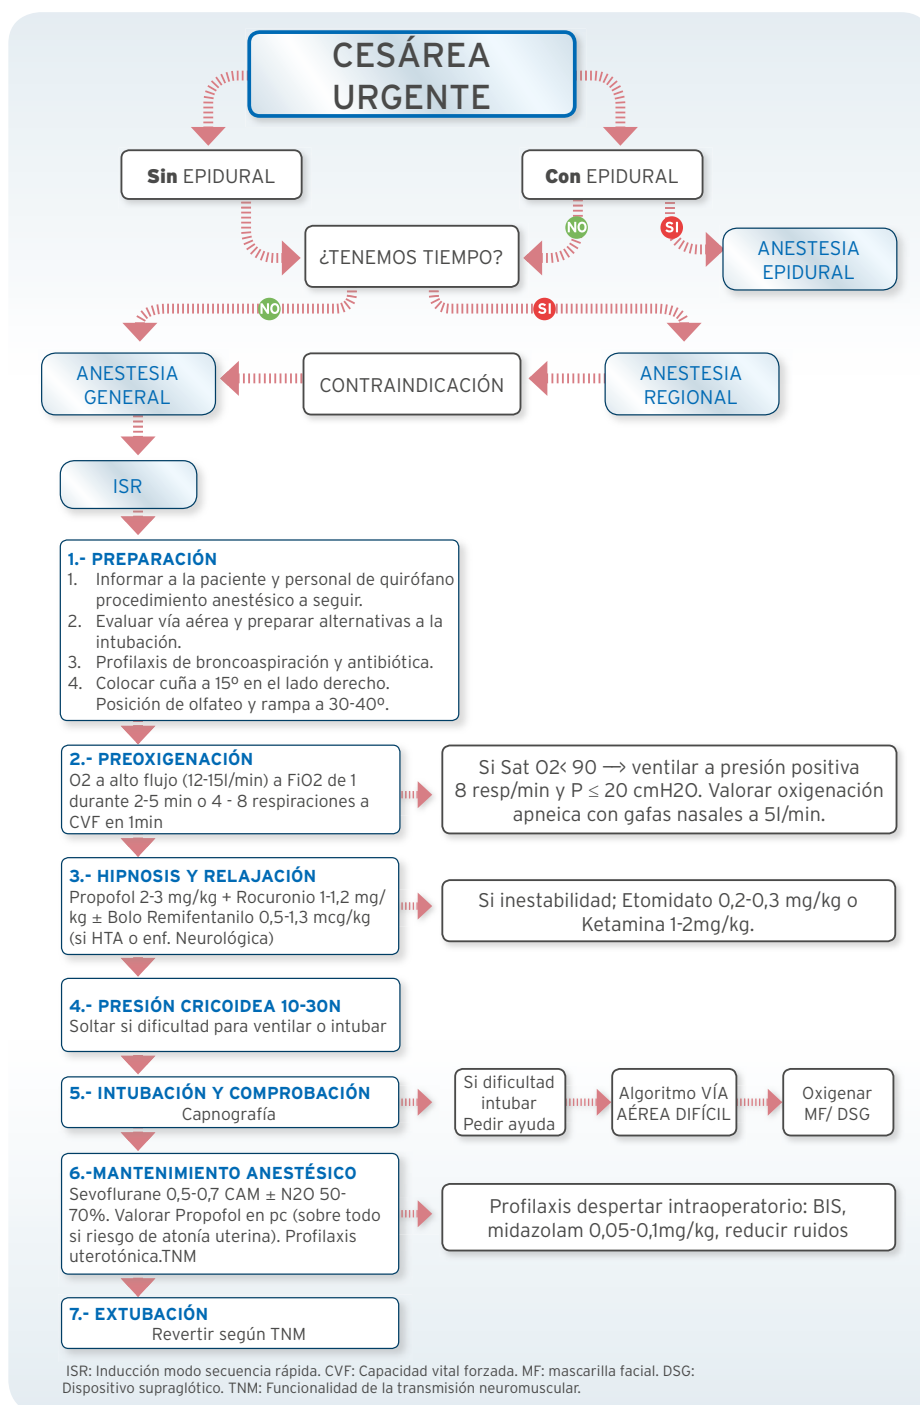 CESÁREA
URGENTE
Sin EPIDURAL
Con EPIDURAL
NO
SI
¿TENEMOS TIEMPO?
ANESTESIA
EPIDURAL
NO
SI
ANESTESIA
GENERAL
CONTRAINDICACIÓN
ANESTESIA
REGIONAL
ISR
1.- PREPARACIÓN
1. Informar a la paciente y personal de quirófano
procedimiento anestésico a seguir.
2. Evaluar vía aérea y preparar alternativas a la
intubación.
3. Profilaxis de broncoaspiración y antibiótica.
4. Colocar cuña a 15º en el lado derecho.
Posición de olfateo y rampa a 30-40º.
2.- PREOXIGENACIÓN
O2 a alto flujo (12-15l/min) a FiO2 de 1
durante 2-5 min o 4 - 8 respiraciones a
CVF en 1min
Si Sat O2< 90 —> ventilar a presión positiva
8 resp/min y P ≤ 20 cmH2O. Valorar oxigenación
apneica con gafas nasales a 5l/min.
3.- HIPNOSIS Y RELAJACIÓN
Propofol 2-3 mg/kg + Rocuronio 1-1,2 mg/
kg ± Bolo Remifentanilo 0,5-1,3 mcg/kg
(si HTA o enf. Neurológica)
Si inestabilidad; Etomidato 0,2-0,3 mg/kg o
Ketamina 1-2mg/kg.
4.- PRESIÓN CRICOIDEA 10-30N
Soltar si dificultad para ventilar o intubar
5.- INTUBACIÓN Y COMPROBACIÓN
Capnografía
Si dificultad
intubar
Pedir ayuda
Algoritmo VÍA
AÉREA DIFÍCIL
Oxigenar
MF/ DSG
6.-MANTENIMIENTO ANESTÉSICO
Sevoflurane 0,5-0,7 CAM ± N2O 50-
70%. Valorar Propofol en pc (sobre todo
si riesgo de atonía uterina). Profilaxis
uterotónica.TNM
Profilaxis despertar intraoperatorio: BIS,
midazolam 0,05-0,1mg/kg, reducir ruidos
7.- EXTUBACIÓN
Revertir según TNM
ISR: Inducción modo secuencia rápida. CVF: Capacidad vital forzada. MF: mascarilla facial. DSG:
Dispositivo supraglótico. TNM: Funcionalidad de la transmisión neuromuscular.